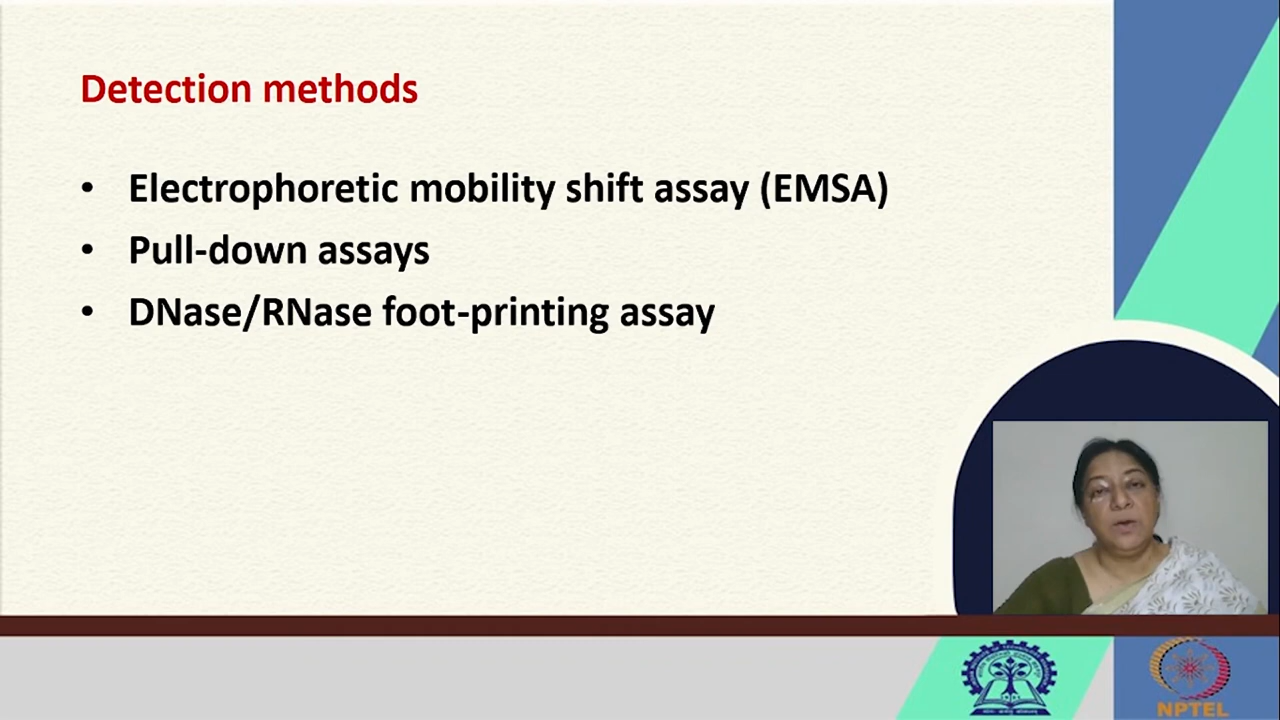 Detection methods
• Electrophoretic mobility shift assay (EMSA)
• Pull-down assays
• DNase/RNase foot-printing assay
NPTEL